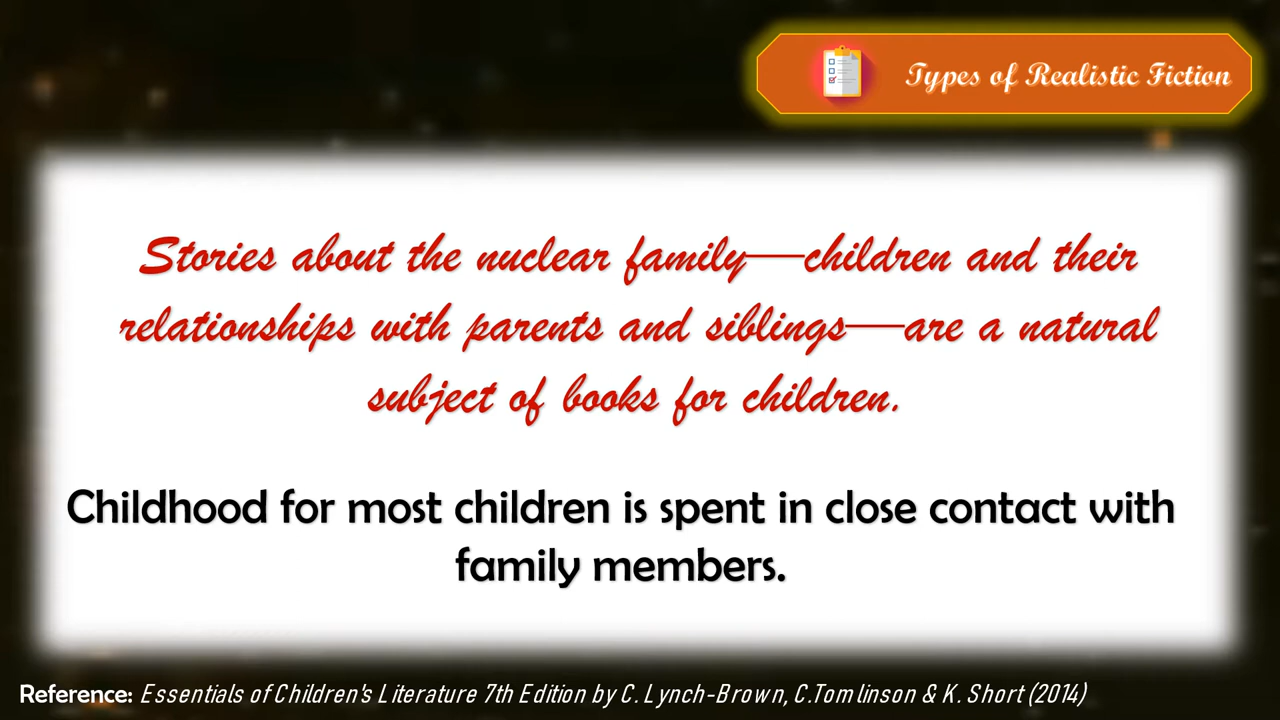 Types of Realistic Fiction
Stories about the nuclear family—children and their
relationships with parents and siblings—are a natural
subject of books for children.
Childhood for most children is spent in close contact with
family members.
Reference: Essentials of Children's Literature 7th Edition by C. Lynch-Brown, C.Tomlinson & K. Short (2014)